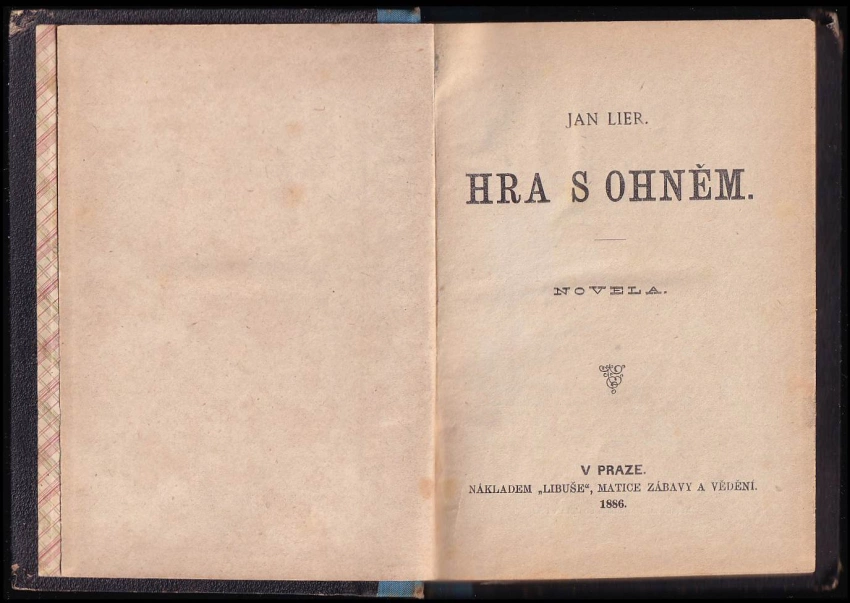 JAN LIER.
HRA S OHNĚM.
NOVELA.
V PRAZE.
NÁKLADEM „LIBUŠE“, MATICE ZÁBAVY A VĚDĚNÍ.
1886.